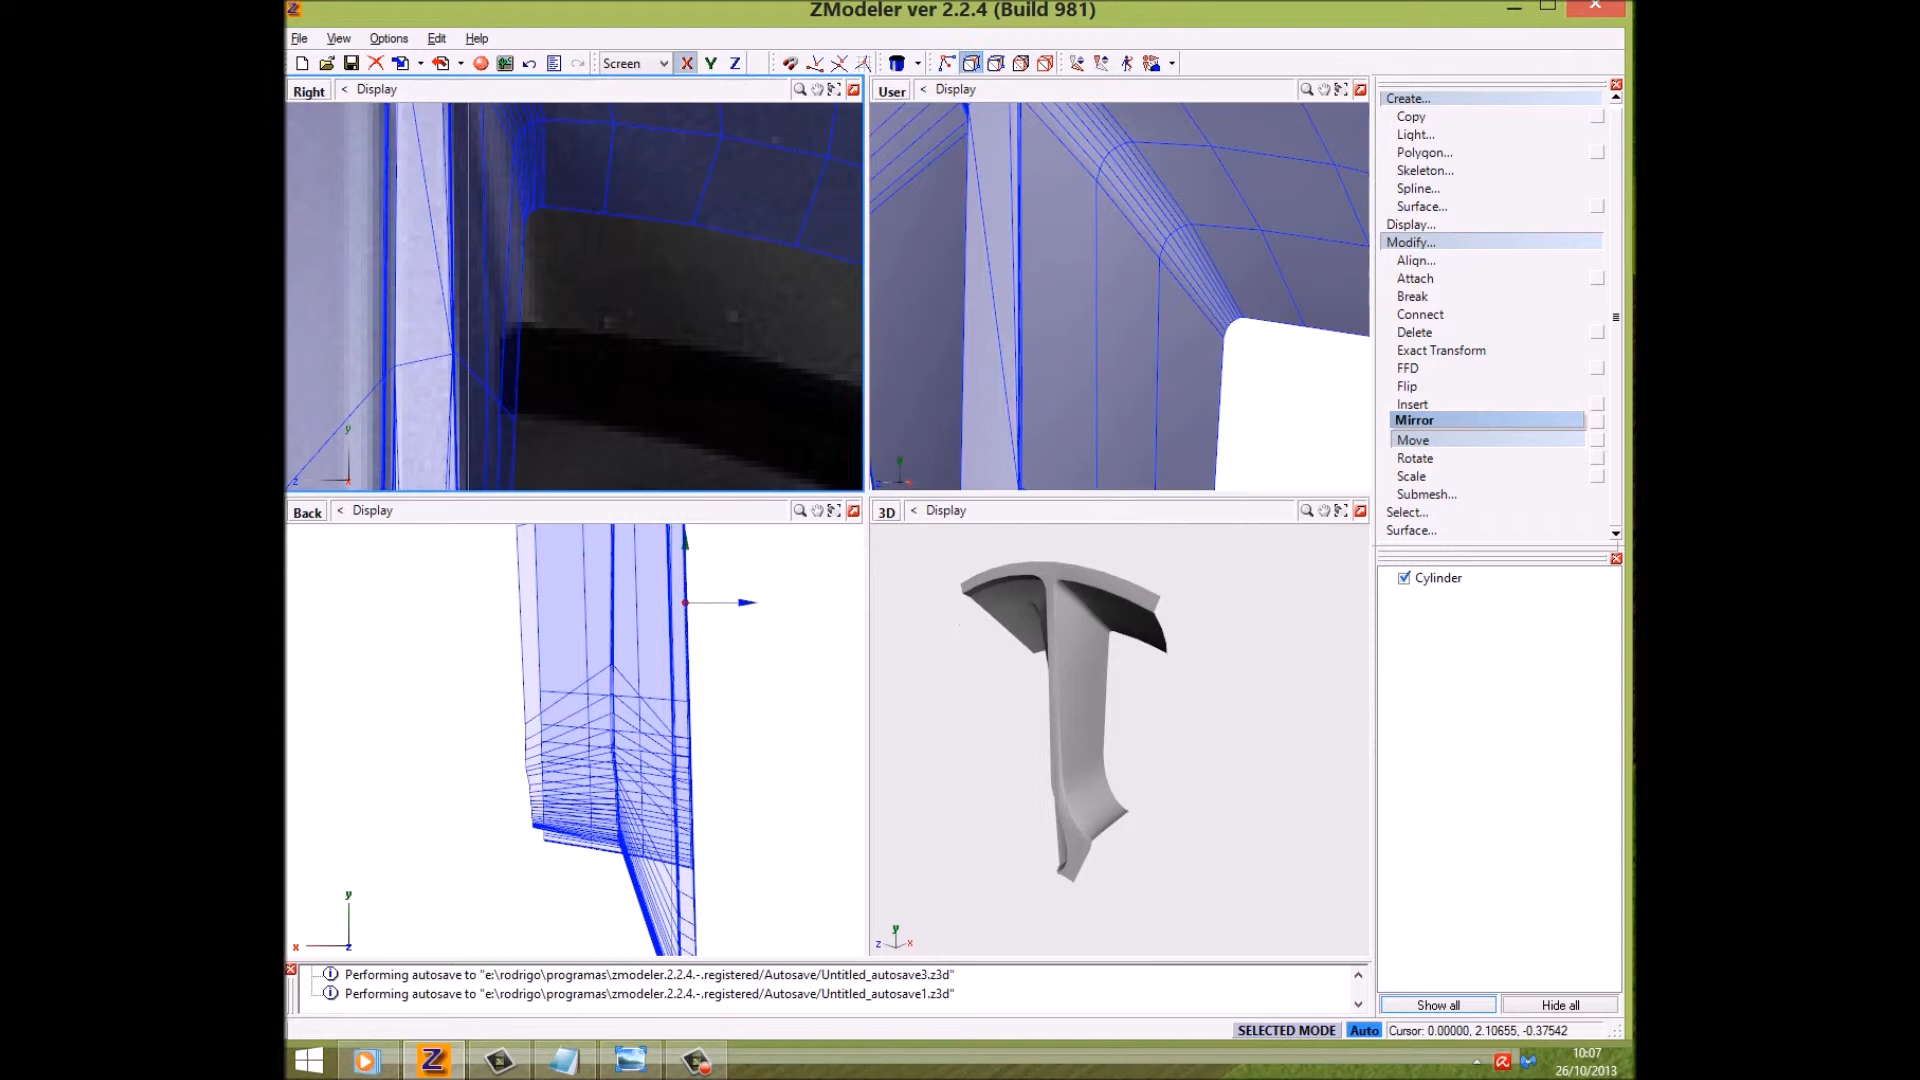 ZModeler ver 2.2.4 (Build 981)
File View Options Edit Help
Screen X Y Z
Right < Display
User < Display
y
z x
y
Back < Display
3D < Display
y
x z
y
z x
Create...
Copy
Light...
Polygon...
Skeleton...
Spline...
Surface...
Display...
Modify...
Align...
Attach
Break
Connect
Delete
Exact Transform
FFD
Flip
Insert
Mirror
Move
Rotate
Scale
Submesh...
Select...
Surface...
Cylinder
Show all Hide all
Performing autosave to "e:\rodrigo\programas\zmodeler.2.2.4.-.registered/Autosave/Untitled_autosave3.z3d"
Performing autosave to "e:\rodrigo\programas\zmodeler.2.2.4.-.registered/Autosave/Untitled_autosave1.z3d"
SELECTED MODE Auto Cursor: 0.00000, 2.10655, -0.37542
10:07
26/10/2013